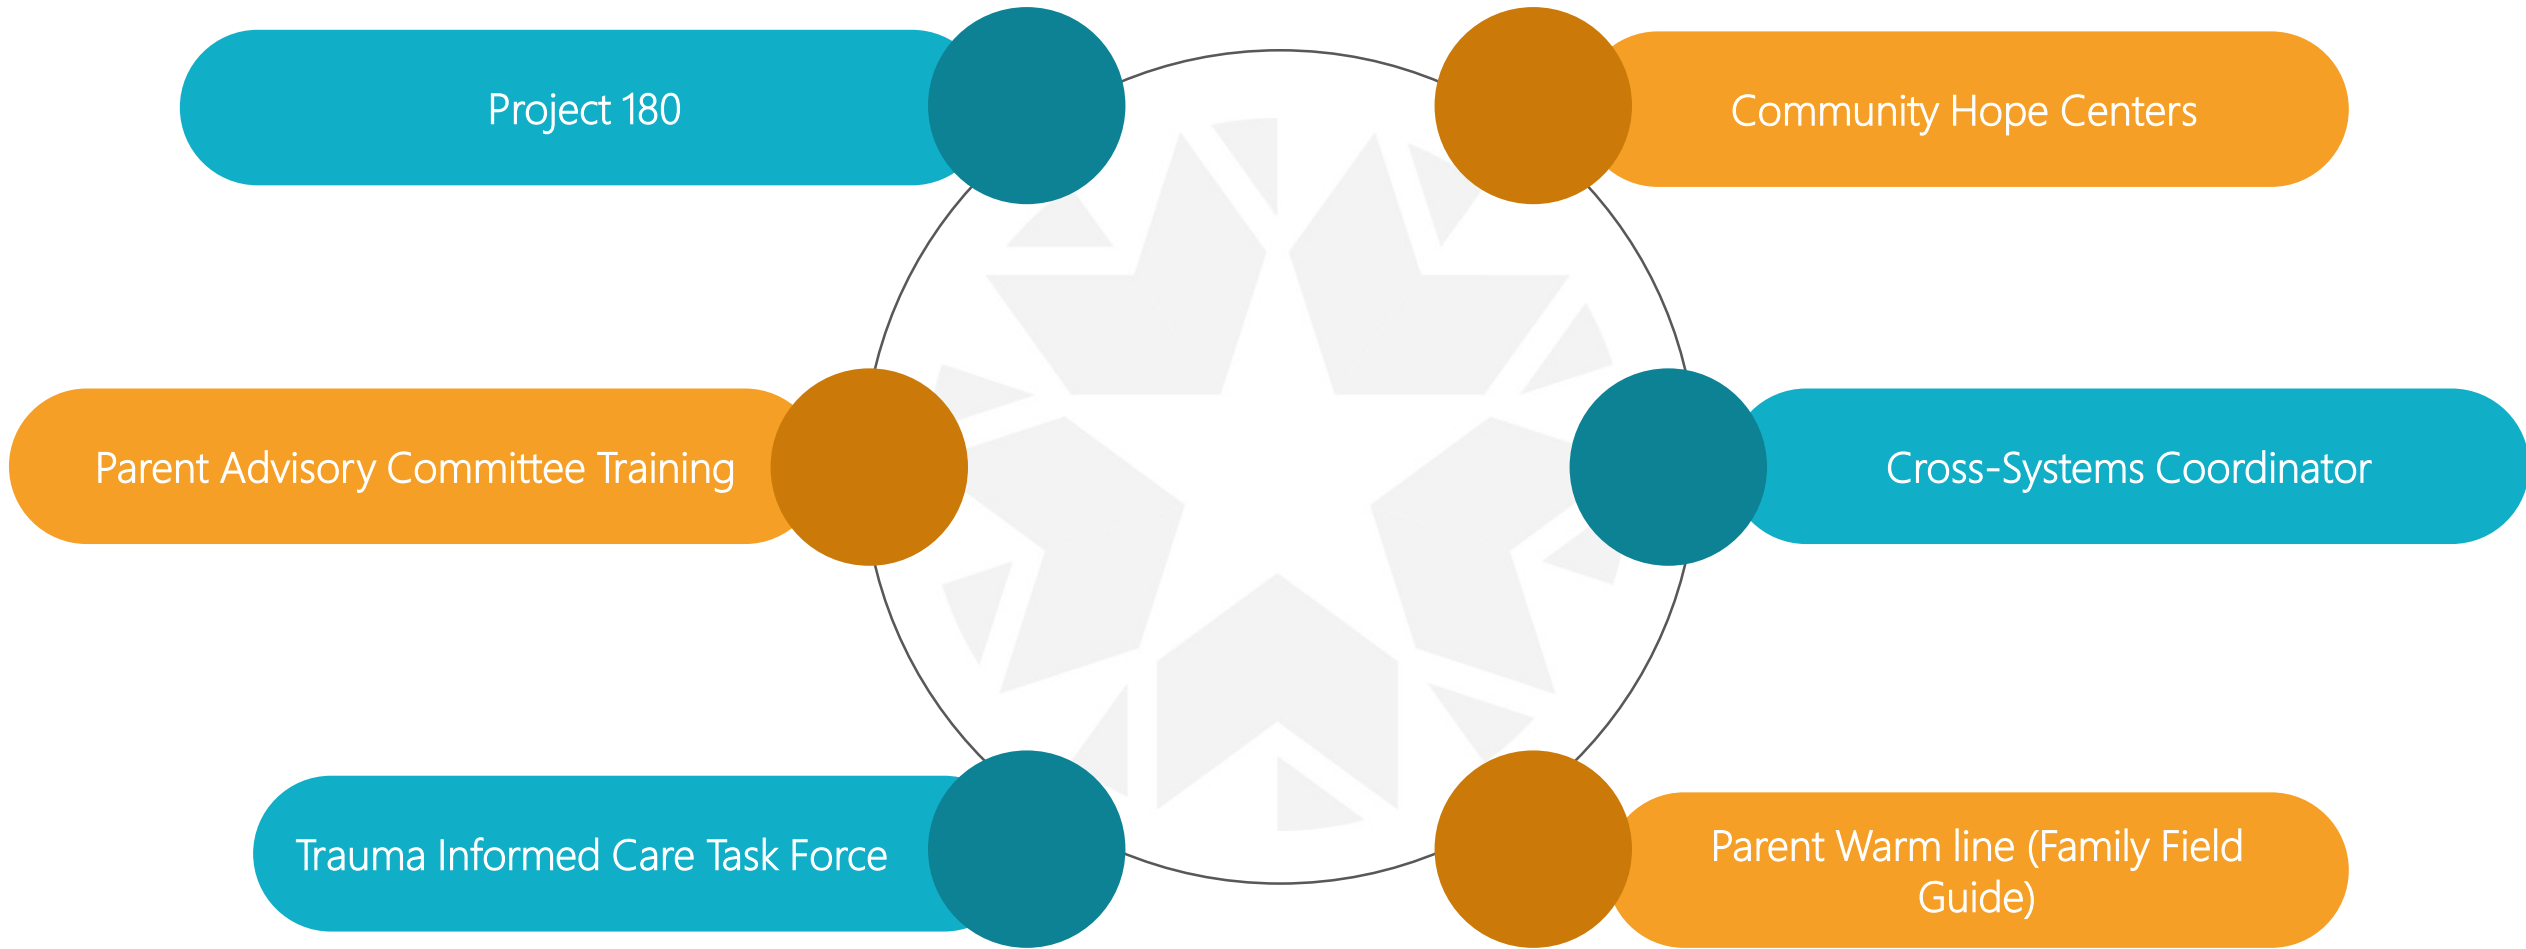 Project 180
Community Hope Centers
Parent Advisory Committee Training
Cross-Systems Coordinator
Trauma Informed Care Task Force
Parent Warm line (Family Field
Guide)